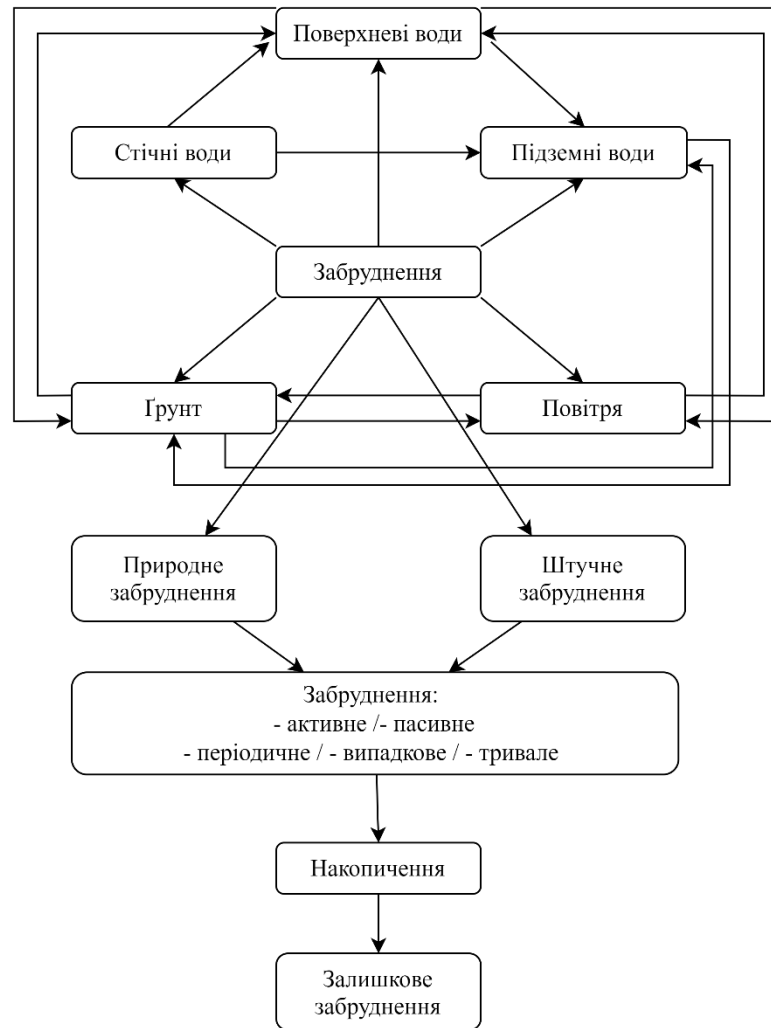 Поверхневі води
Стічні води
Підземні води
Забруднення
Ґрунт
Повітря
Природне
забруднення
Штучне
забруднення
Забруднення:
- активне /- пасивне
- періодичне / - випадкове / - тривале
Накопичення
Залишкове
забруднення